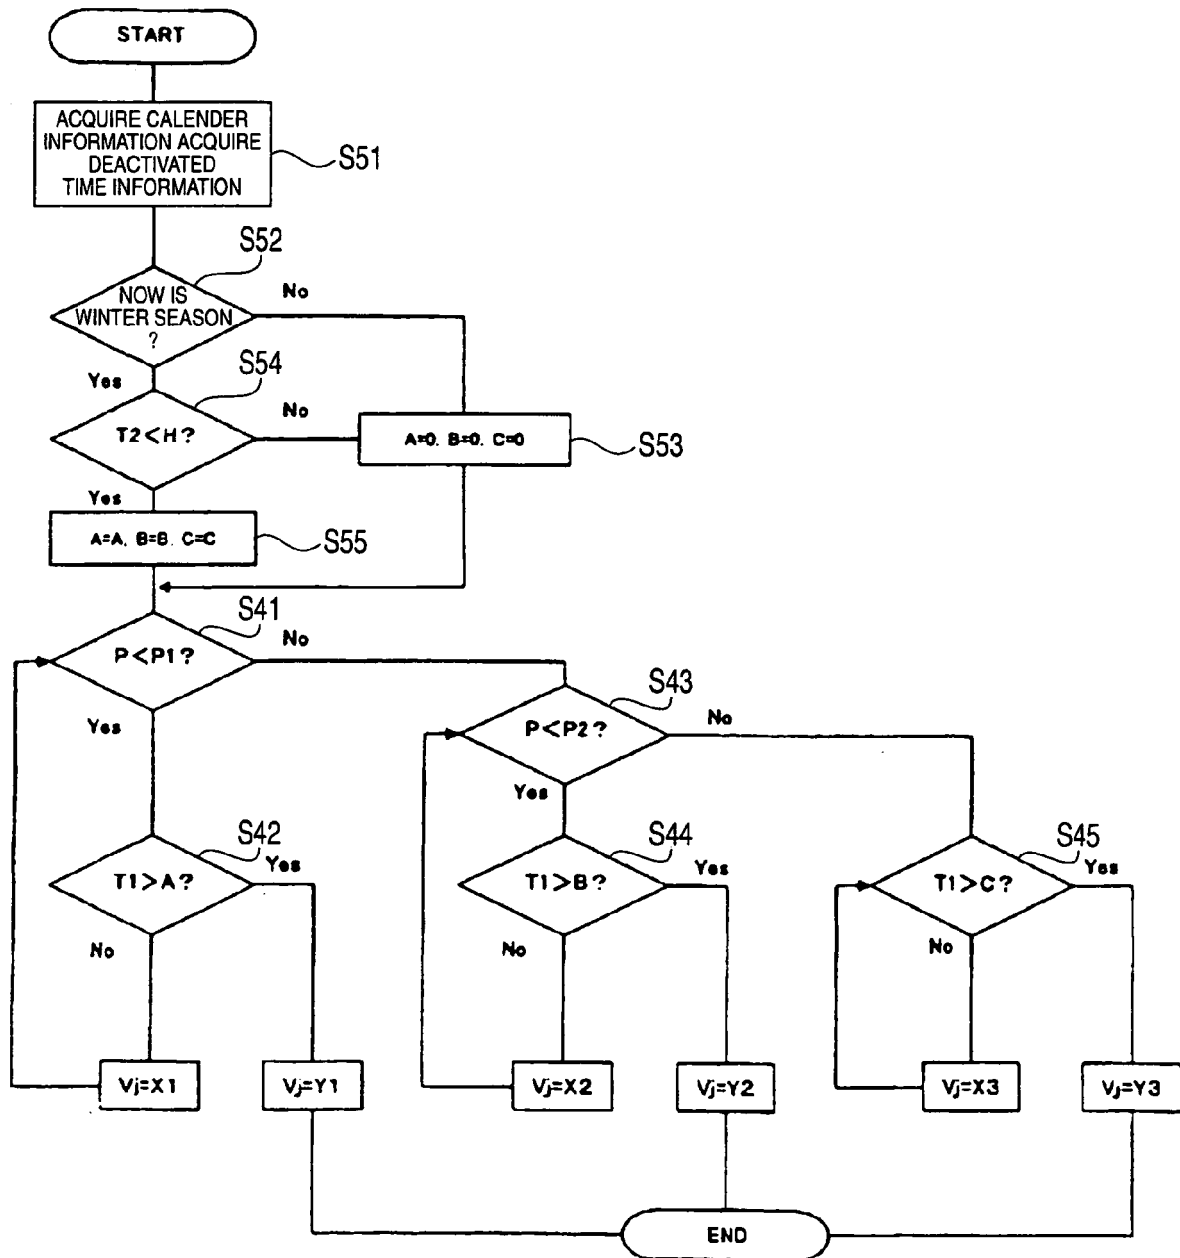 START
ACQUIRE CALENDER
INFORMATION ACQUIRE
DEACTIVATED
TIME INFORMATION
S51
S52
NOW IS
WINTER SEASON
?
No
Yes
S54
T2<H?
No
A=0, B=0, C=0
S53
Yes
A=A, B=B, C=C
S55
S41
P<P1?
No
Yes
S43
P<P2?
No
Yes
S42
T1>A?
Yes
No
S44
T1>B?
Yes
No
S45
T1>C?
Yes
No
Vj=X1
Vj=Y1
Vj=X2
Vj=Y2
Vj=X3
Vj=Y3
END